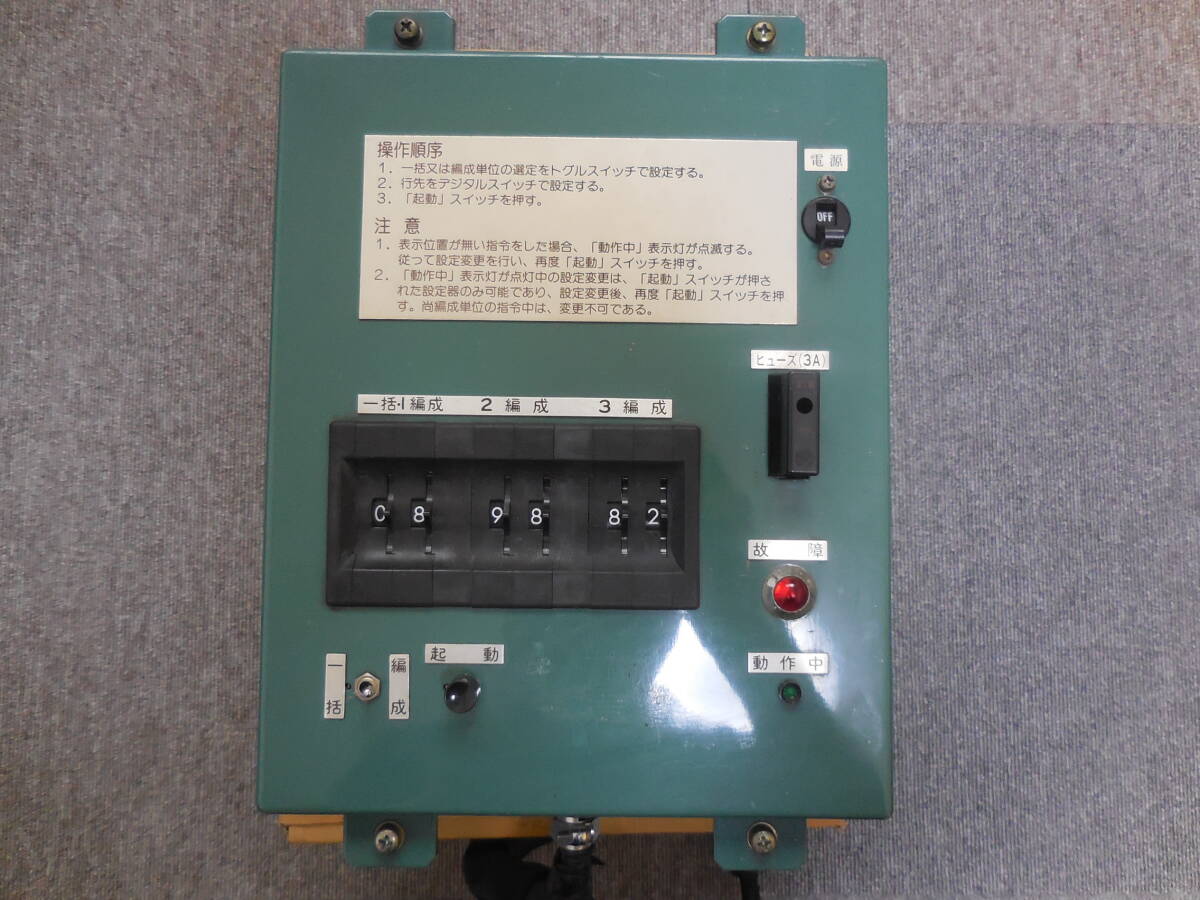 操作順序
1. 一括又は編成単位の選定をトグルスイッチで設定する。
2. 行先をデジタルスイッチで設定する。
3. 「起動」スイッチを押す。
注 意
1. 表示位置が無い指令をした場合、「動作中」表示灯が点滅する。
従って設定変更を行い、再度「起動」スイッチを押す。
2. 「動作中」表示灯が点灯中の設定変更は、「起動」スイッチが押さ
れた設定器のみ可能であり、設定変更後、再度「起動」スイッチを押
す。尚編成単位の指令中は、変更不可である。
電源
OFF
ヒューズ(3A)
一括・1編成 2編成 3編成
0 8 9 8 8 2
故 障
動作中
起 動
一括
編成